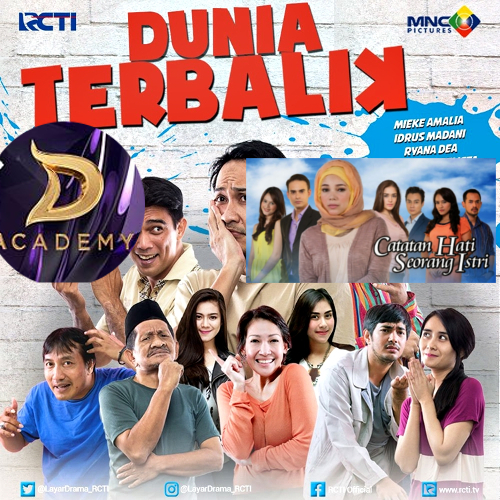 RCTI
MNC
PICTURES
DUNIA
TERBALIK
MIEKE AMALIA
IDRUS MADANI
RYANA DEA
D
ACADEMY
Catatan Hati
Seorang Istri
@LayarDrama_RCTI
@LayarDrama_RCTI
RCTIOfficial
www.rcti.tv